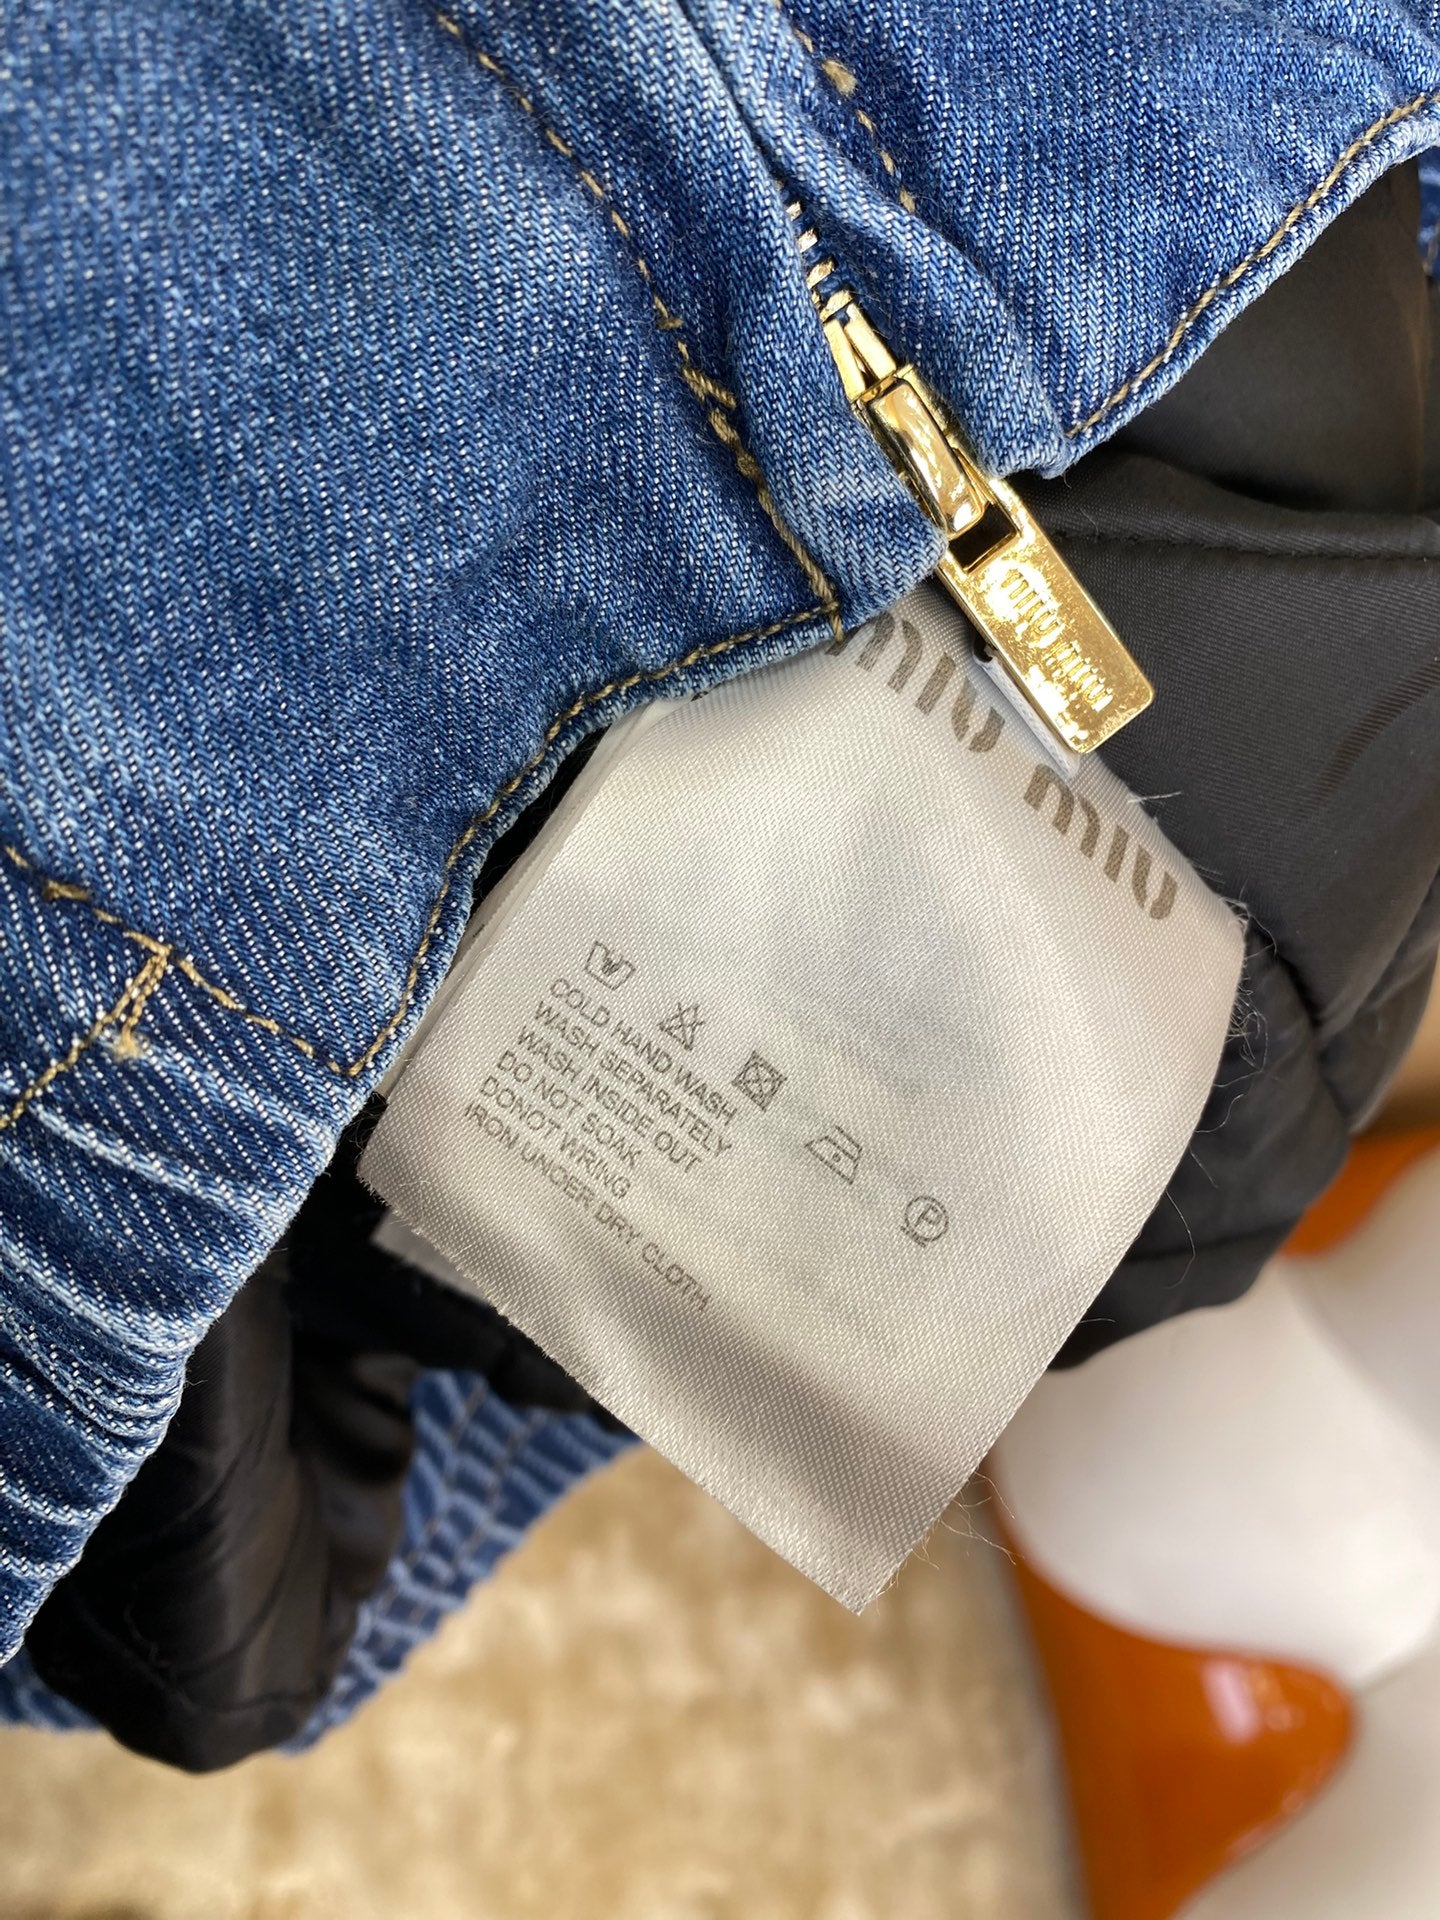 miu miu
miu miu
COLD HAND WASH
WASH SEPARATELY
WASH INSIDE OUT
DO NOT SOAK
DONOT WRING
IRON UNDER DRY CLOTH
P